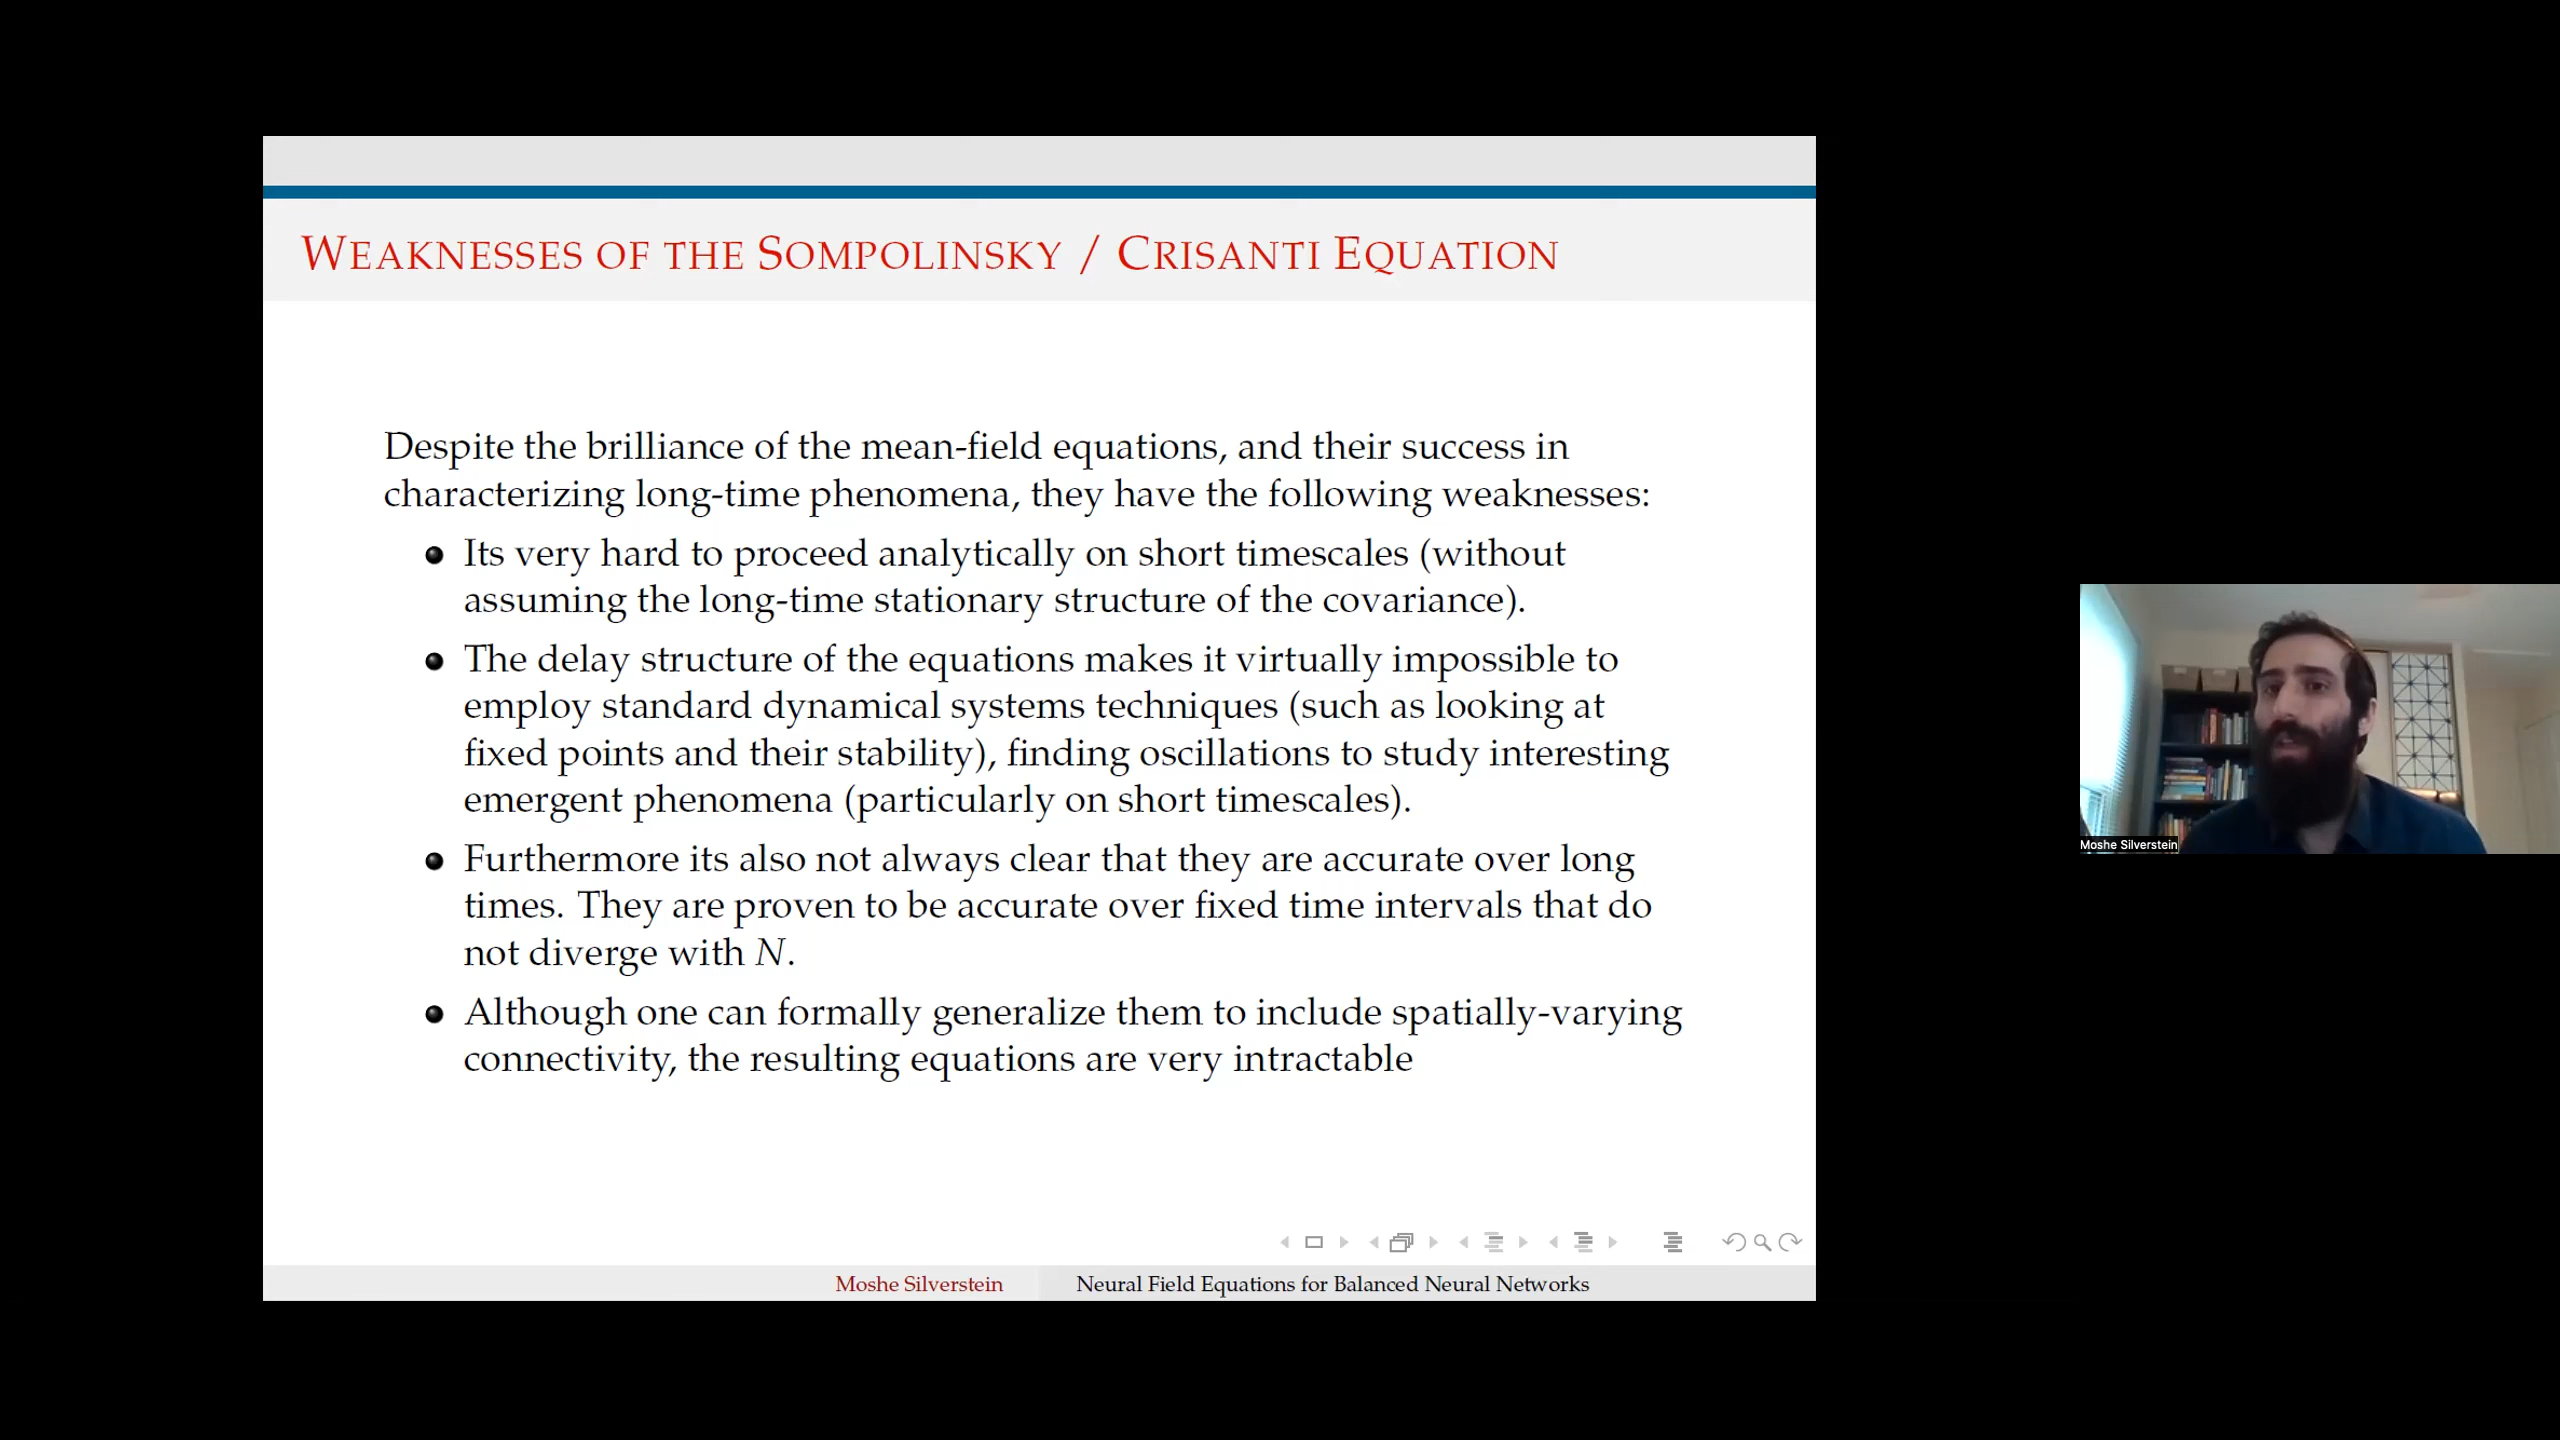 WEAKNESSES OF THE SOMPOLINSKY / CRISANTI EQUATION
Despite the brilliance of the mean-field equations, and their success in
characterizing long-time phenomena, they have the following weaknesses:
Its very hard to proceed analytically on short timescales (without
assuming the long-time stationary structure of the covariance).
The delay structure of the equations makes it virtually impossible to
employ standard dynamical systems techniques (such as looking at
fixed points and their stability), finding oscillations to study interesting
emergent phenomena (particularly on short timescales).
Furthermore its also not always clear that they are accurate over long
times. They are proven to be accurate over fixed time intervals that do
not diverge with N.
Although one can formally generalize them to include spatially-varying
connectivity, the resulting equations are very intractable
Moshe Silverstein
Moshe Silverstein Neural Field Equations for Balanced Neural Networks